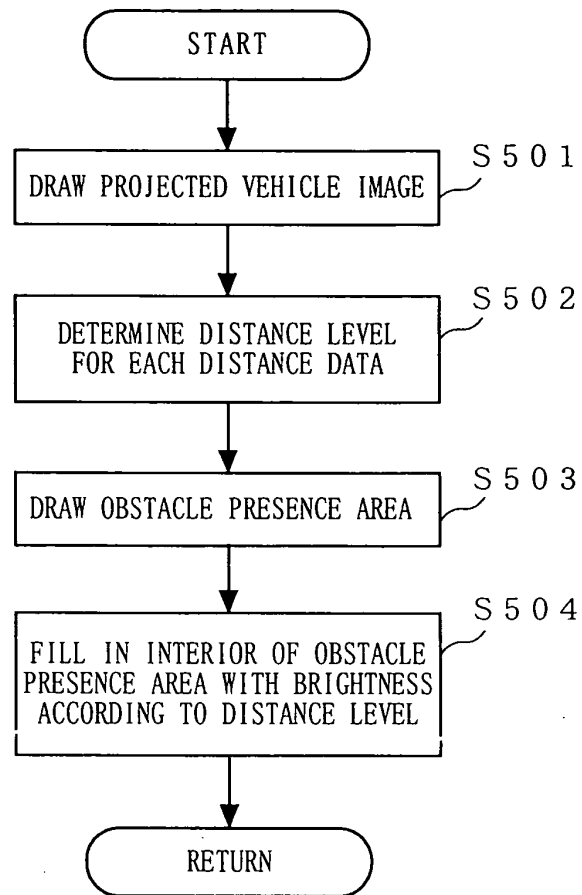 START
S501
DRAW PROJECTED VEHICLE IMAGE
S502
DETERMINE DISTANCE LEVEL
FOR EACH DISTANCE DATA
S503
DRAW OBSTACLE PRESENCE AREA
S504
FILL IN INTERIOR OF OBSTACLE
PRESENCE AREA WITH BRIGHTNESS
ACCORDING TO DISTANCE LEVEL
RETURN